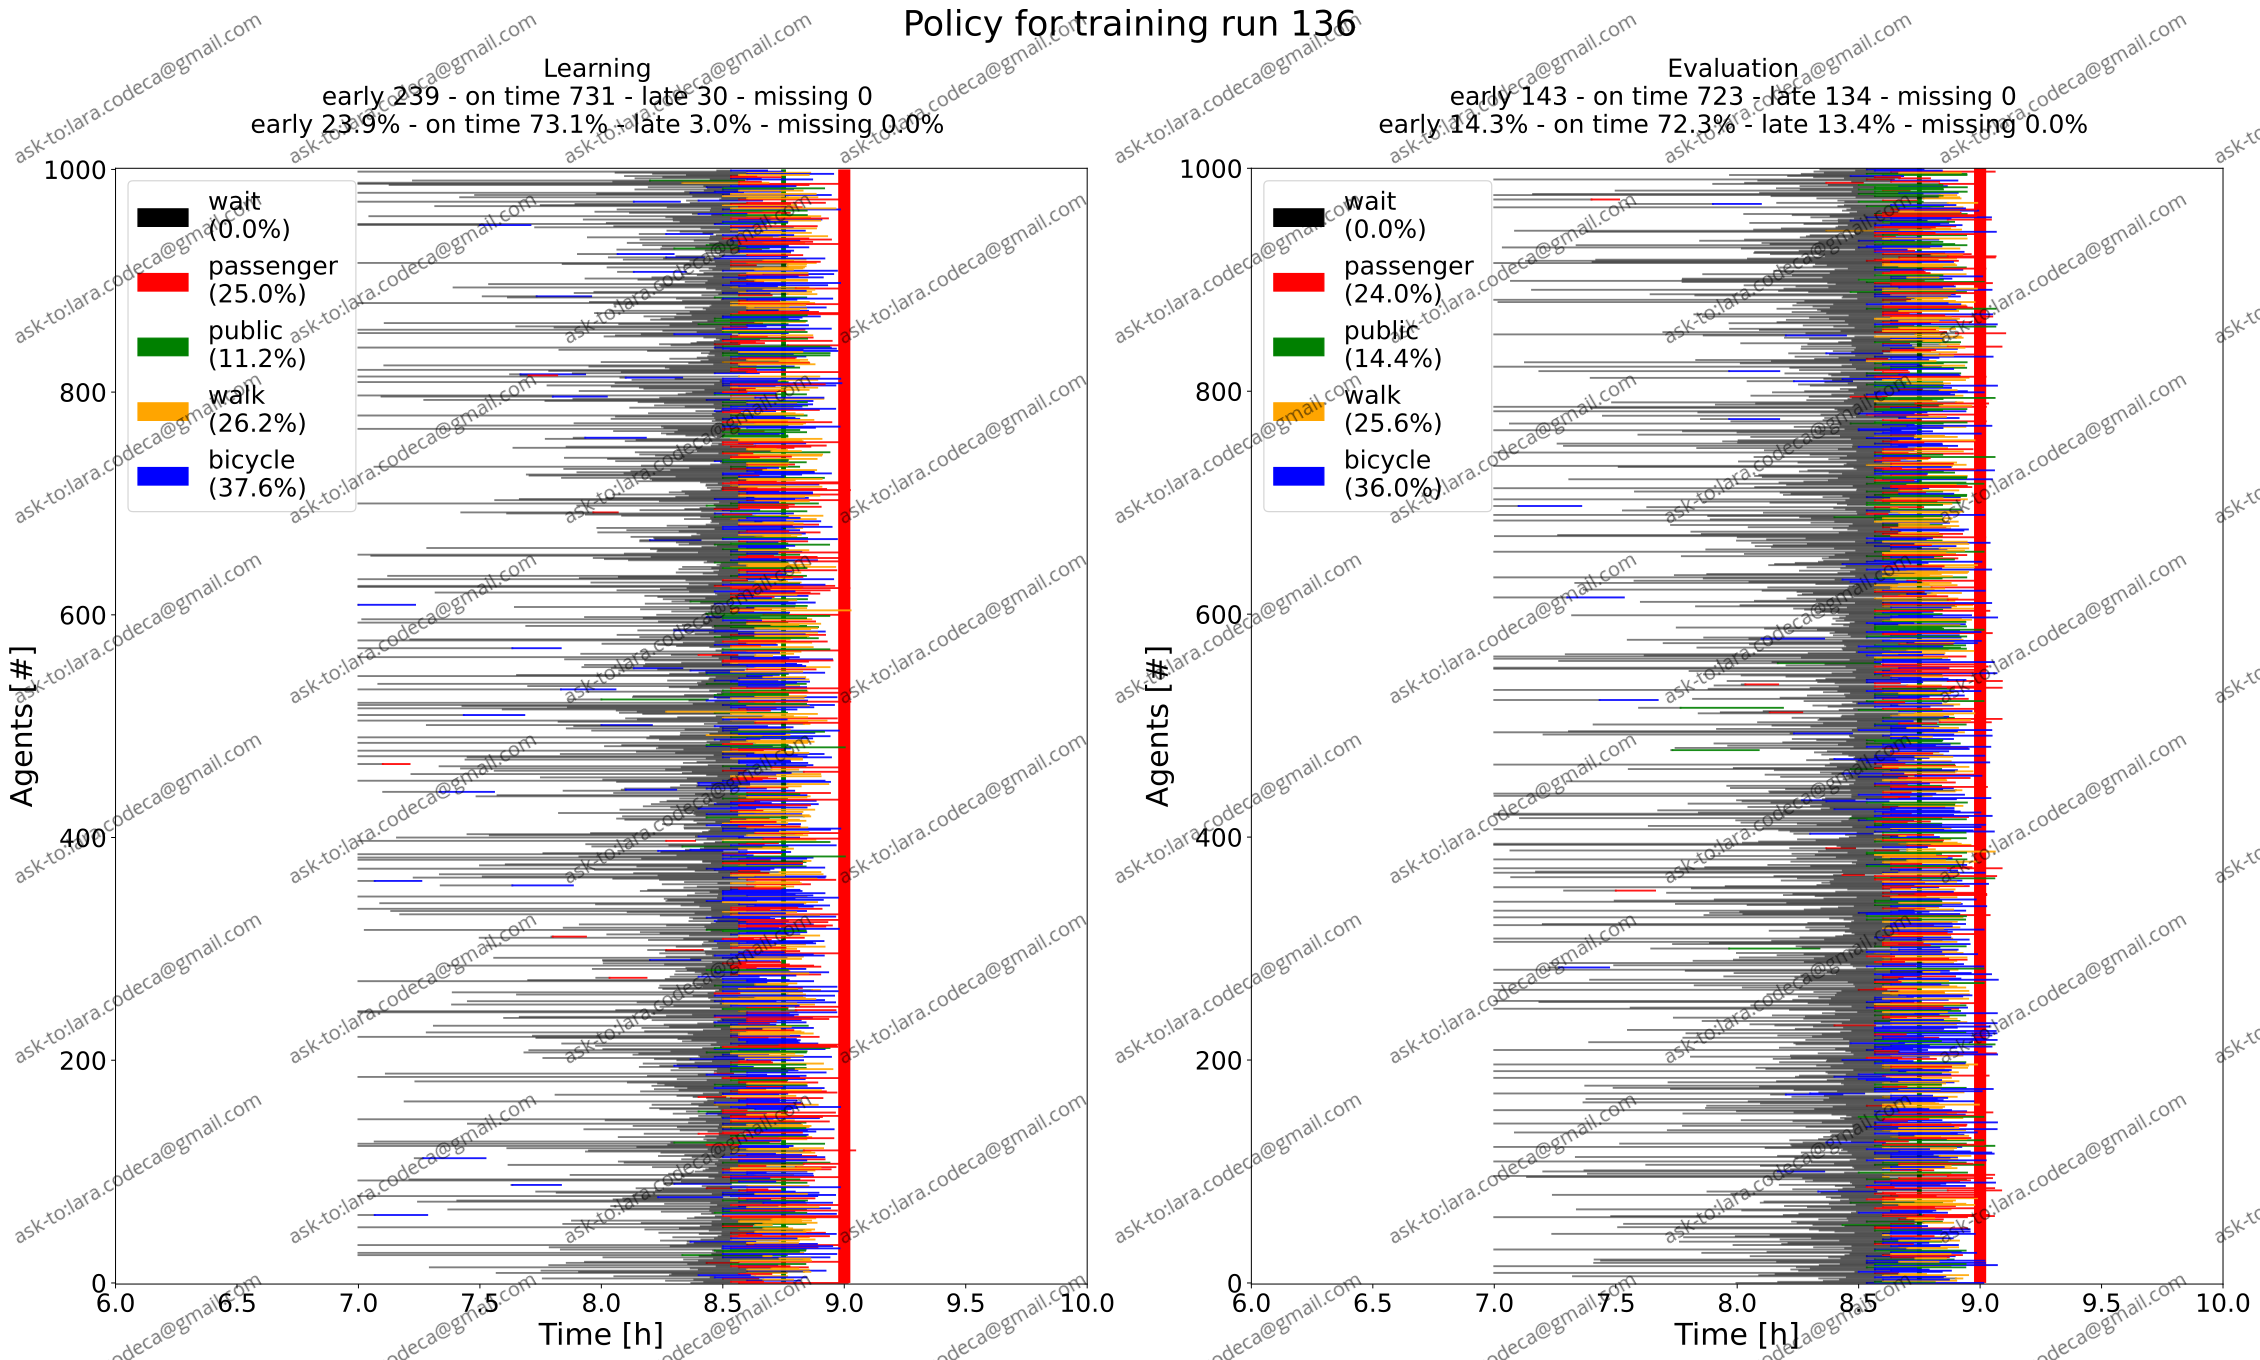 Policy for training run 136
Learning
early 239 - on time 731 - late 30 - missing 0
early 23.9% - on time 73.1% - late 3.0% - missing 0.0%
1000
800
600
400
200
0
Agents [#]
wait
(0.0%)
passenger
(25.0%)
public
(11.2%)
walk
(26.2%)
bicycle
(37.6%)
6.0 6.5 7.0 7.5 8.0 8.5 9.0 9.5 10.0
Time [h]
Evaluation
early 143 - on time 723 - late 134 - missing 0
early 14.3% - on time 72.3% - late 13.4% - missing 0.0%
1000
800
600
400
200
0
Agents [#]
wait
(0.0%)
passenger
(24.0%)
public
(14.4%)
walk
(25.6%)
bicycle
(36.0%)
6.0 6.5 7.0 7.5 8.0 8.5 9.0 9.5 10.0
Time [h]
ask-to:lara.codeca@gmail.com